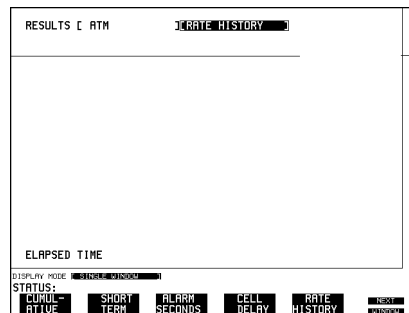 RESULTS [ ATM ][RATE HISTORY ]
ELAPSED TIME
DISPLAY MODE [ SINGLE WINDOW ]
STATUS:
CUMUL- SHORT ALARM CELL RATE NEXT
ATIVE TERM SECONDS DELAY HISTORY WINDOW